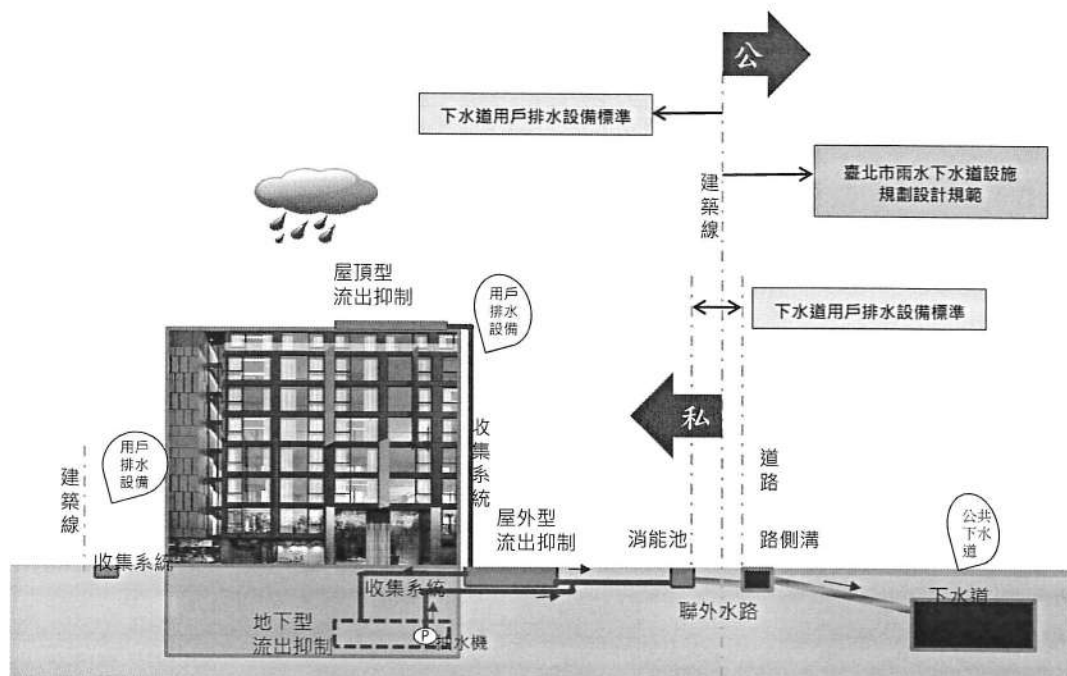 公
下水道用戶排水設備標準
臺北市雨水下水道設施
規劃設計規範
建築線
屋頂型
流出抑制
用戶
排水
設備
下水道用戶排水設備標準
私
收集系統
用戶
排水
設備
建築線
道路
屋外型
流出抑制
消能池
路側溝
公共
下水
道
收集系統
收集系統
下水道
聯外水路
地下型
流出抑制
P
抽水機